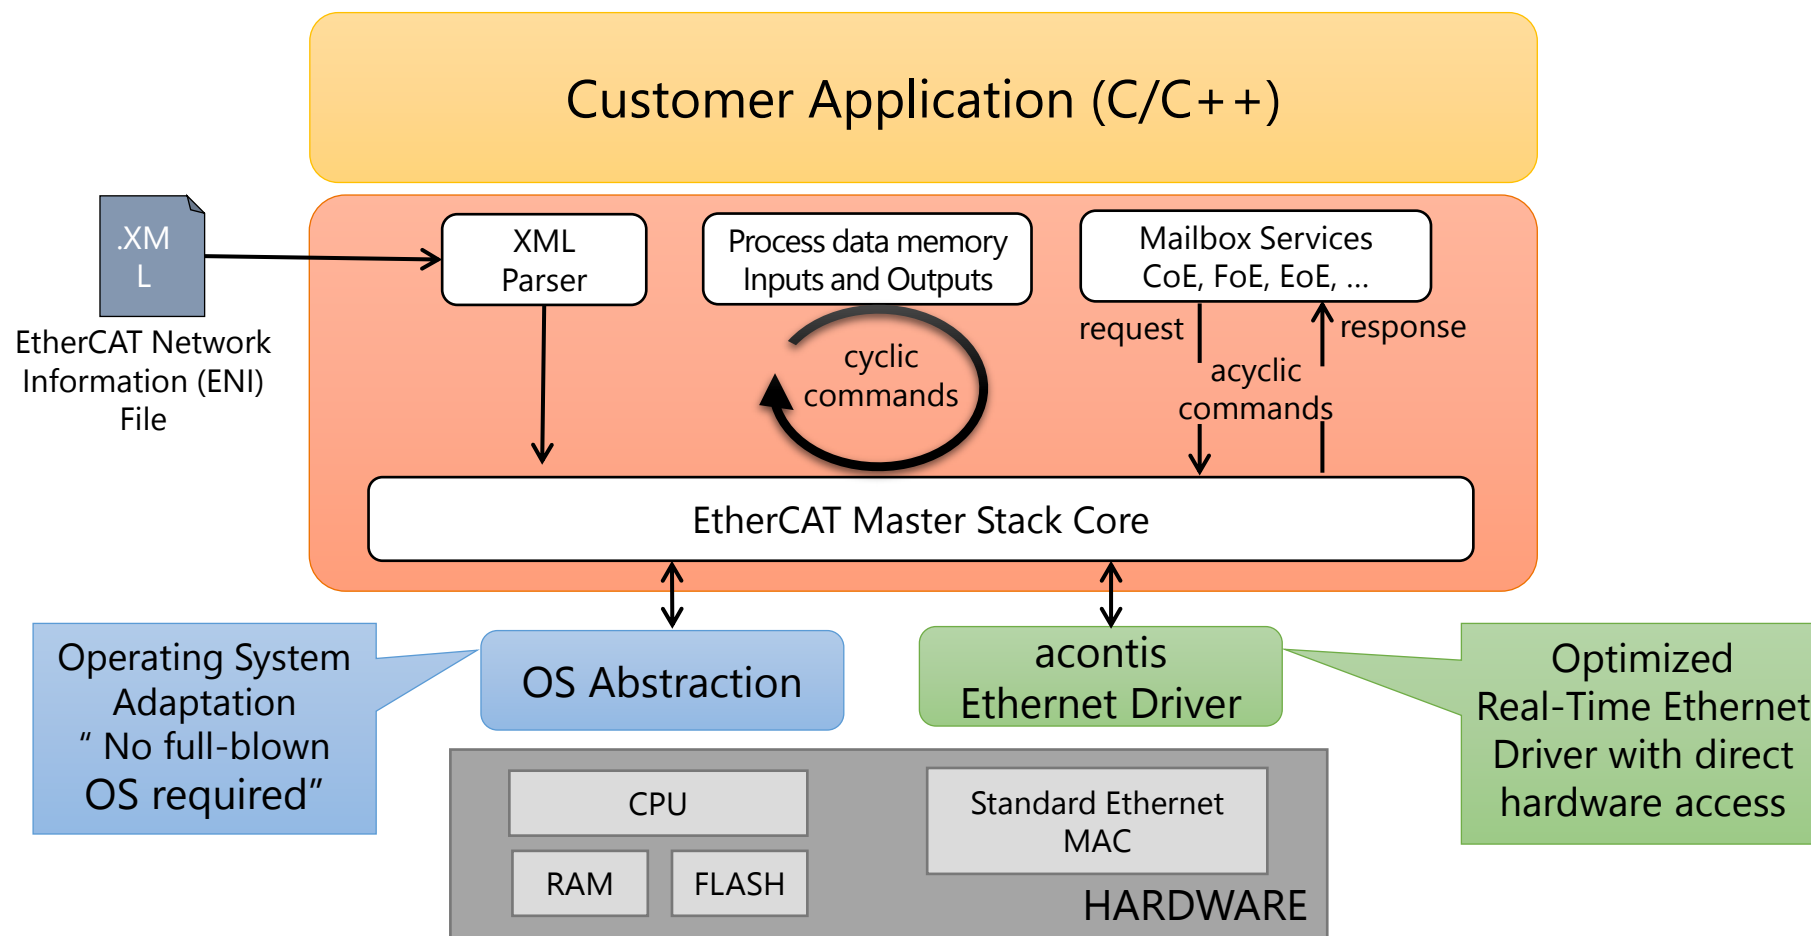 Customer Application (C/C++)
.XM
L
EtherCAT Network
Information (ENI)
File
XML
Parser
Process data memory
Inputs and Outputs
Mailbox Services
CoE, FoE, EoE, ...
request
response
cyclic
commands
acyclic
commands
EtherCAT Master Stack Core
Operating System
Adaptation
“ No full-blown
OS required”
OS Abstraction
acontis
Ethernet Driver
Optimized
Real-Time Ethernet
Driver with direct
hardware access
CPU
RAM
FLASH
Standard Ethernet
MAC
HARDWARE